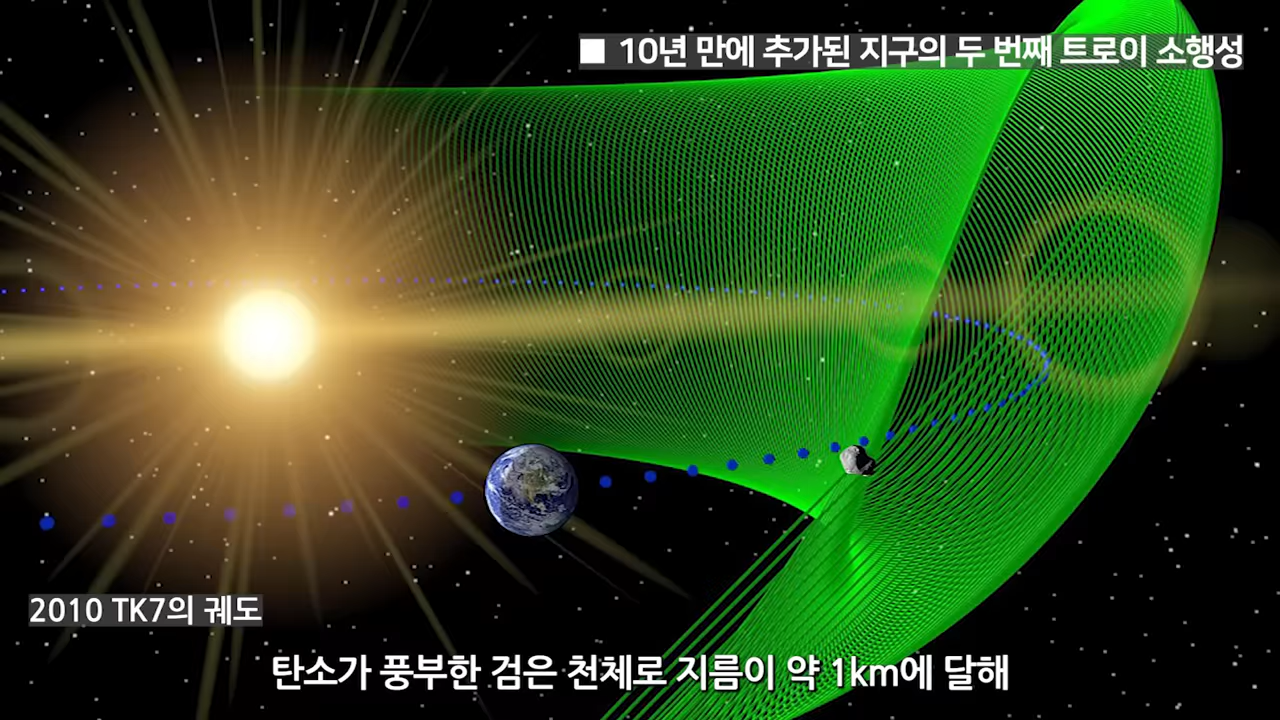 ■ 10년 만에 추가된 지구의 두 번째 트로이 소행성
2010 TK7의 궤도
탄소가 풍부한 검은 천체로 지름이 약 1km에 달해